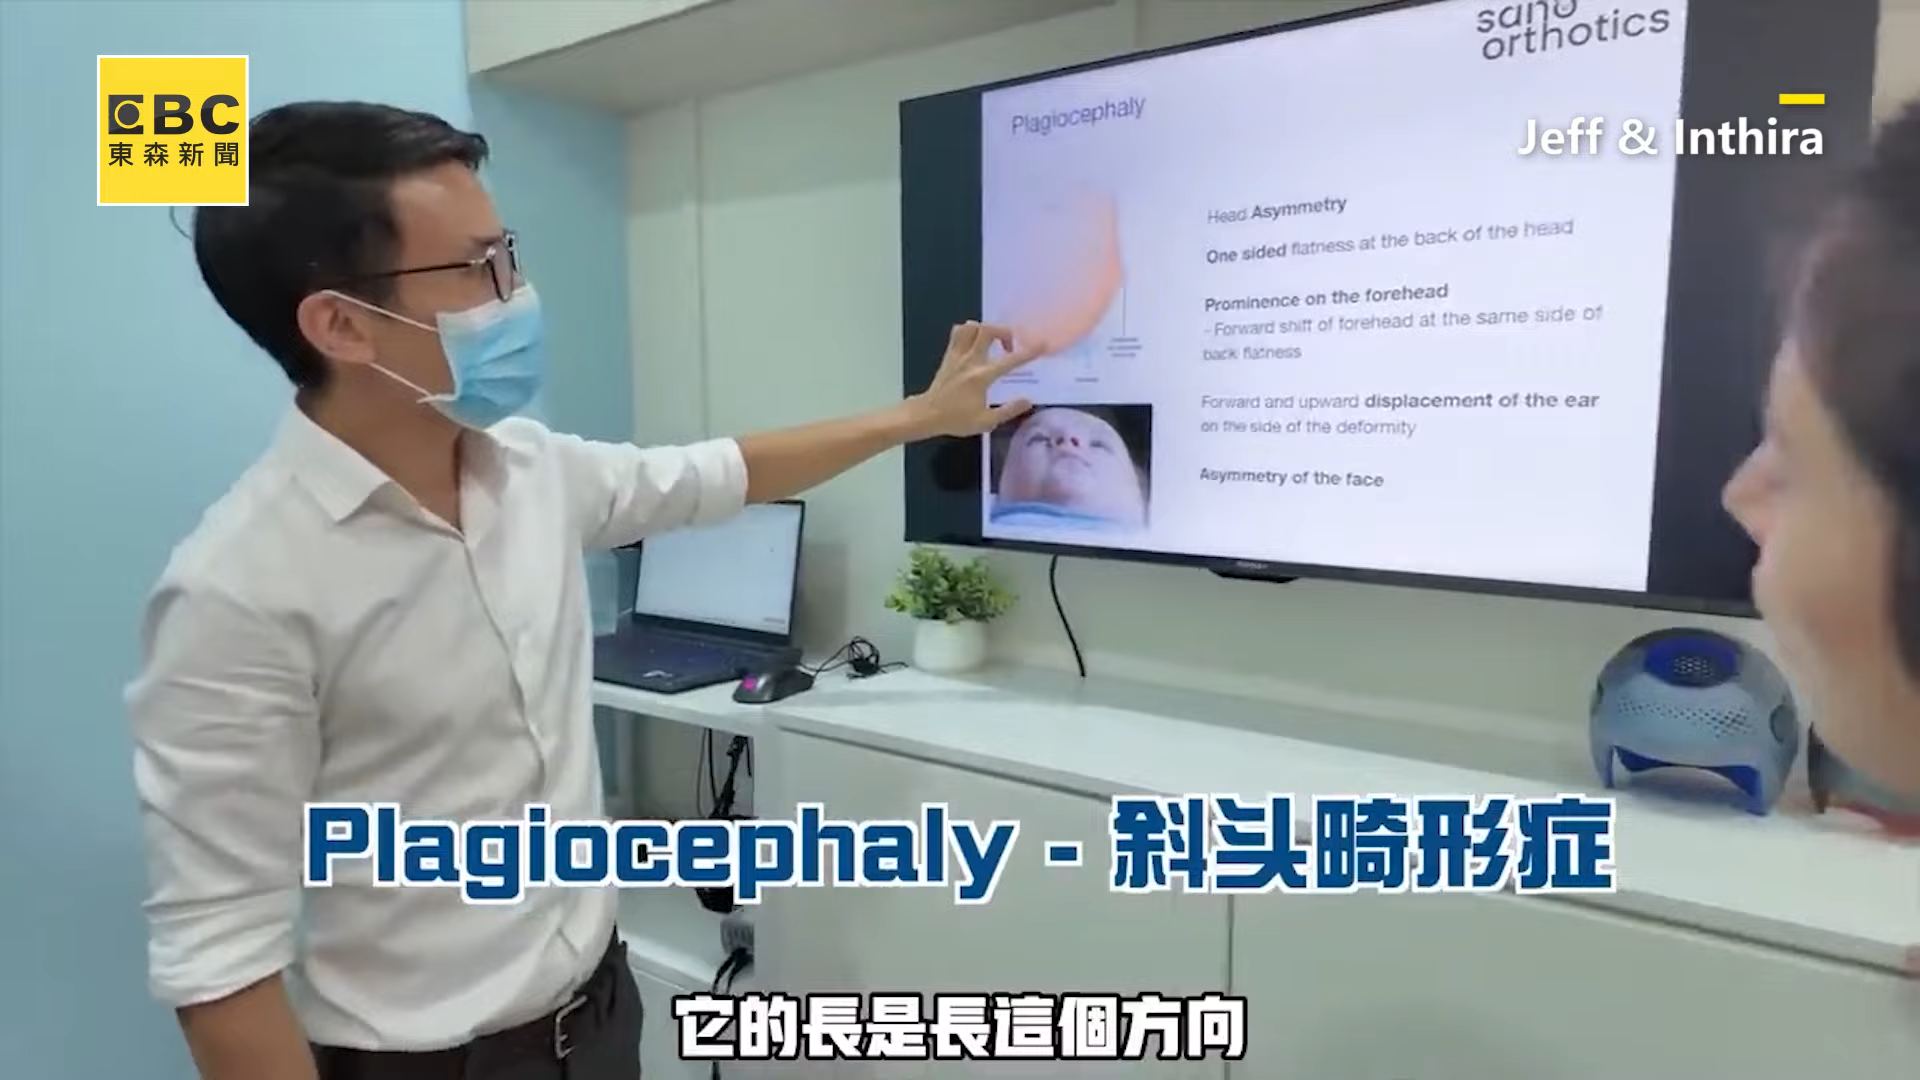 EBC
東森新聞
sano
orthotics
Jeff & Inthira
Plagiocephaly
Head Asymmetry
One sided flatness at the back of the head
Prominence on the forehead
- Forward shift of forehead at the same side of
back flatness
Forward and upward displacement of the ear
on the side of the deformity
Asymmetry of the face
Plagiocephaly - 斜头畸形症
它的長是長這個方向